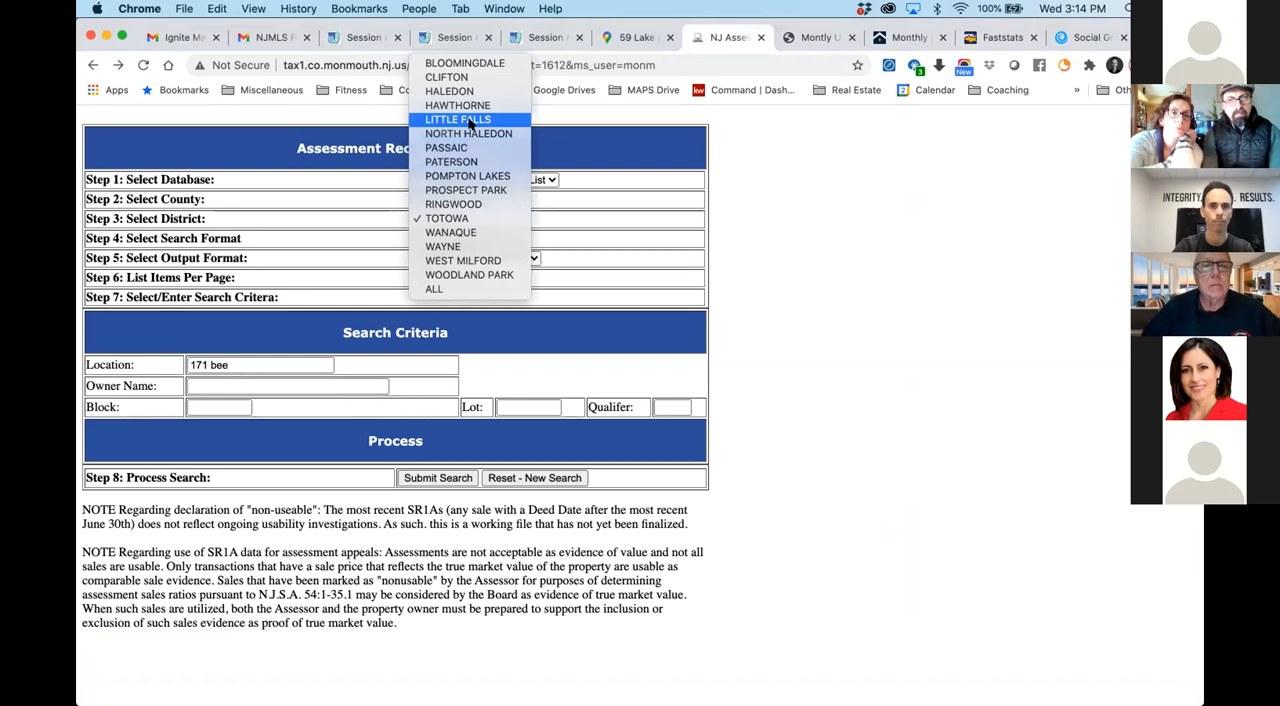 Chrome File Edit View History Bookmarks People Tab Window Help 100% Wed 3:14 PM
Ignite Ma NJMLS F Session Session A Session A 59 Lake NJ Asses Montly U Monthly Faststats Social G
Not Secure tax1.co.monmouth.nj.us/ t=1612&ms_user=monm 3 New
Apps Bookmarks Miscellaneous Fitness Co Google Drives MAPS Drive kw Command | Dash... Real Estate 2 Calendar Coaching » Oth
BLOOMINGDALE
CLIFTON
HALEDON
HAWTHORNE
LITTLE FALLS
NORTH HALEDON
PASSAIC
PATERSON
POMPTON LAKES
PROSPECT PARK
RINGWOOD
✓ TOTOWA
WANAQUE
WAYNE
WEST MILFORD
WOODLAND PARK
ALL
Assessment Rec
Step 1: Select Database: List
Step 2: Select County:
Step 3: Select District:
Step 4: Select Search Format
Step 5: Select Output Format:
Step 6: List Items Per Page:
Step 7: Select/Enter Search Critera:
Search Criteria
Location: 171 bee
Owner Name:
Block: Lot: Qualifer:
Process
Step 8: Process Search: Submit Search Reset - New Search
NOTE Regarding declaration of "non-useable": The most recent SR1As (any sale with a Deed Date after the most recent
June 30th) does not reflect ongoing usability investigations. As such. this is a working file that has not yet been finalized.
NOTE Regarding use of SR1A data for assessment appeals: Assessments are not acceptable as evidence of value and not all
sales are usable. Only transactions that have a sale price that reflects the true market value of the property are usable as
comparable sale evidence. Sales that have been marked as "nonusable" by the Assessor for purposes of determining
assessment sales ratios pursuant to N.J.S.A. 54:1-35.1 may be considered by the Board as evidence of true market value.
When such sales are utilized, both the Assessor and the property owner must be prepared to support the inclusion or
exclusion of such sales evidence as proof of true market value.
INTEGRITY. RESULTS.